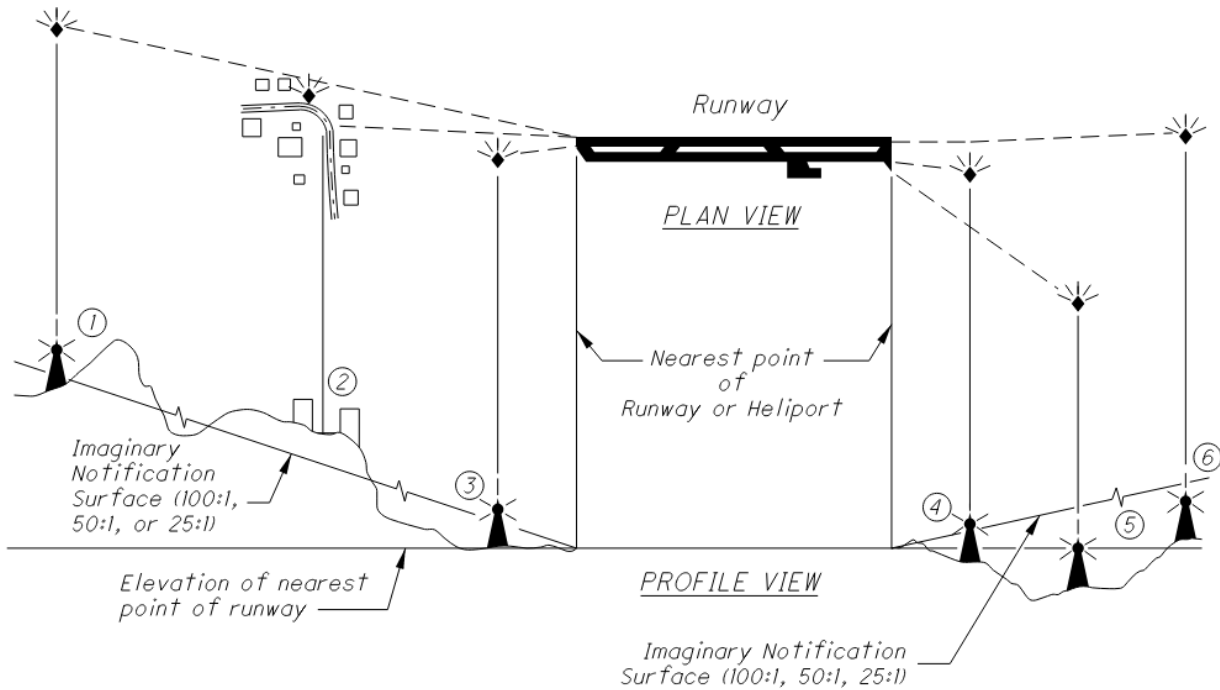 Runway
PLAN VIEW
1
Nearest point
of
Runway or Heliport
2
Imaginary
Notification
Surface (100:1,
50:1, or 25:1)
3
4
5
6
Elevation of nearest
point of runway
PROFILE VIEW
Imaginary Notification
Surface (100:1, 50:1, 25:1)